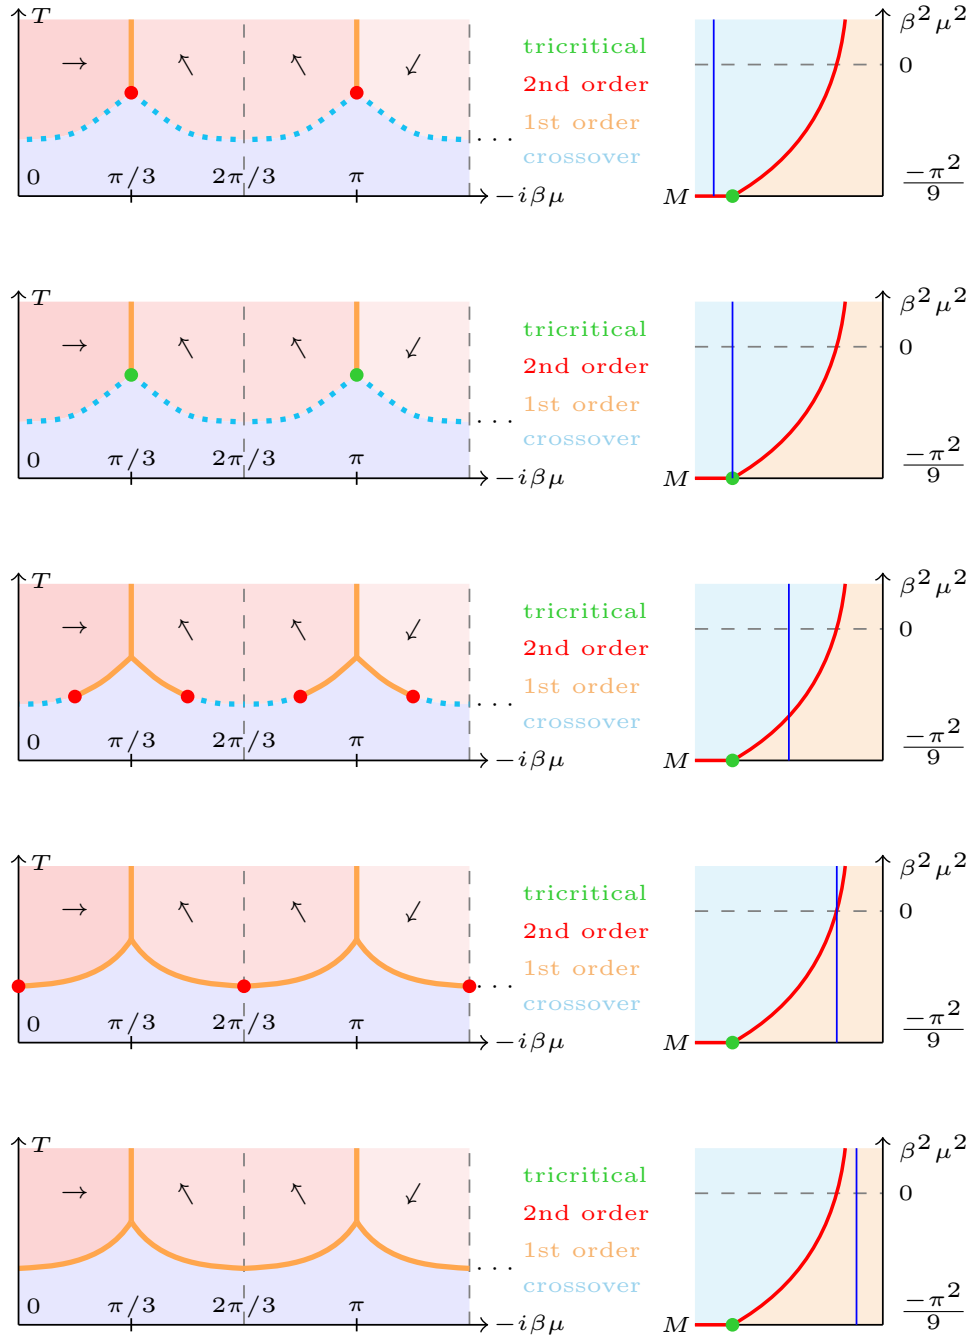 T
β²μ²
tricritical
0
2nd order
1st order
crossover
...
0 π/3 2π/3 π
-iβμ
M
-π²/9
T
β²μ²
tricritical
0
2nd order
1st order
crossover
...
0 π/3 2π/3 π
-iβμ
M
-π²/9
T
β²μ²
tricritical
0
2nd order
1st order
crossover
...
0 π/3 2π/3 π
-iβμ
M
-π²/9
T
β²μ²
tricritical
0
2nd order
1st order
crossover
...
0 π/3 2π/3 π
-iβμ
M
-π²/9
T
β²μ²
tricritical
0
2nd order
1st order
crossover
...
0 π/3 2π/3 π
-iβμ
M
-π²/9